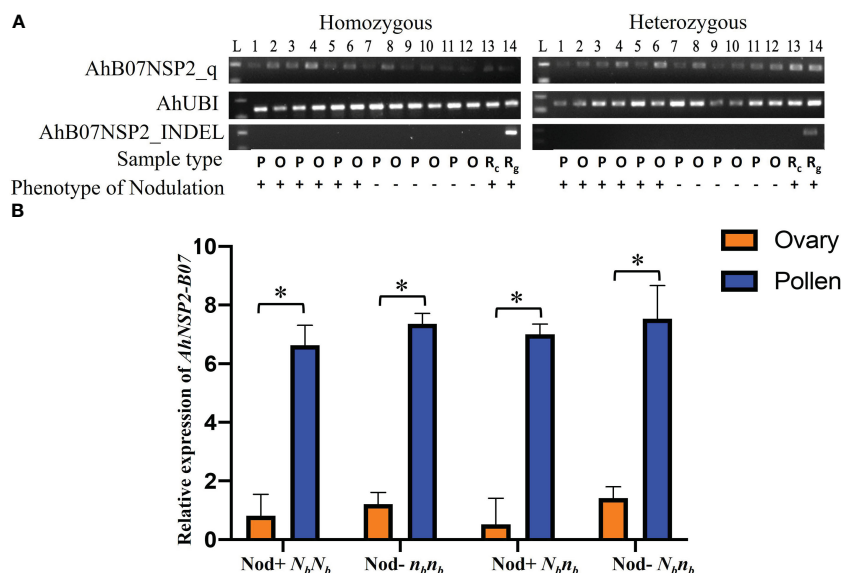 A
Homozygous Heterozygous
L 1 2 3 4 5 6 7 8 9 10 11 12 13 14 L 1 2 3 4 5 6 7 8 9 10 11 12 13 14
AhB07NSP2_q
AhUBI
AhB07NSP2_INDEL
Sample type P O P O P O P O P O P O Rc Rg P O P O P O P O P O P O Rc Rg
Phenotype of Nodulation + + + + + + - - - - - - + + + + + + + + - - - - - - + +
B
Relative expression of AhNSP2-B07
10
8
6
4
2
0
* * * *
Ovary
Pollen
Nod+ NbNb Nod- nbnb Nod+ Nbnb Nod- Nbnb